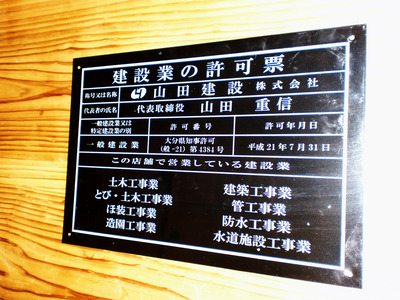 建設業の許可票
称号又は名称 山田建設株式会社
代表者の氏名 代表取締役 山田 重信
一般建設業又は特定建設業の別 許可番号 許可年月日
一般建設業 大分県知事許可(般-21)第4384号 平成21年7月31日
この店舗で営業している建設業
土木工事業 建築工事業
とび・土木工事業 管工事業
ほ装工事業 防水工事業
造園工事業 水道施設工事業